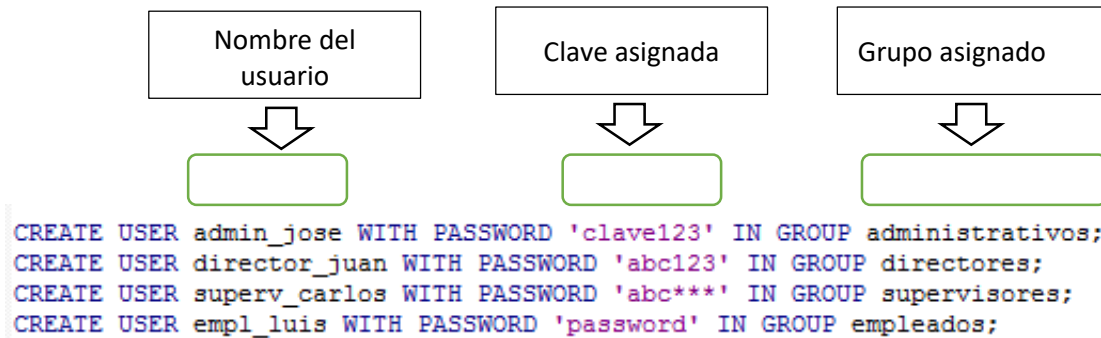 Nombre del
usuario
Clave asignada
Grupo asignado
CREATE USER admin_jose WITH PASSWORD 'clave123' IN GROUP administrativos;
CREATE USER director_juan WITH PASSWORD 'abc123' IN GROUP directores;
CREATE USER superv_carlos WITH PASSWORD 'abc***' IN GROUP supervisores;
CREATE USER empl_luis WITH PASSWORD 'password' IN GROUP empleados;